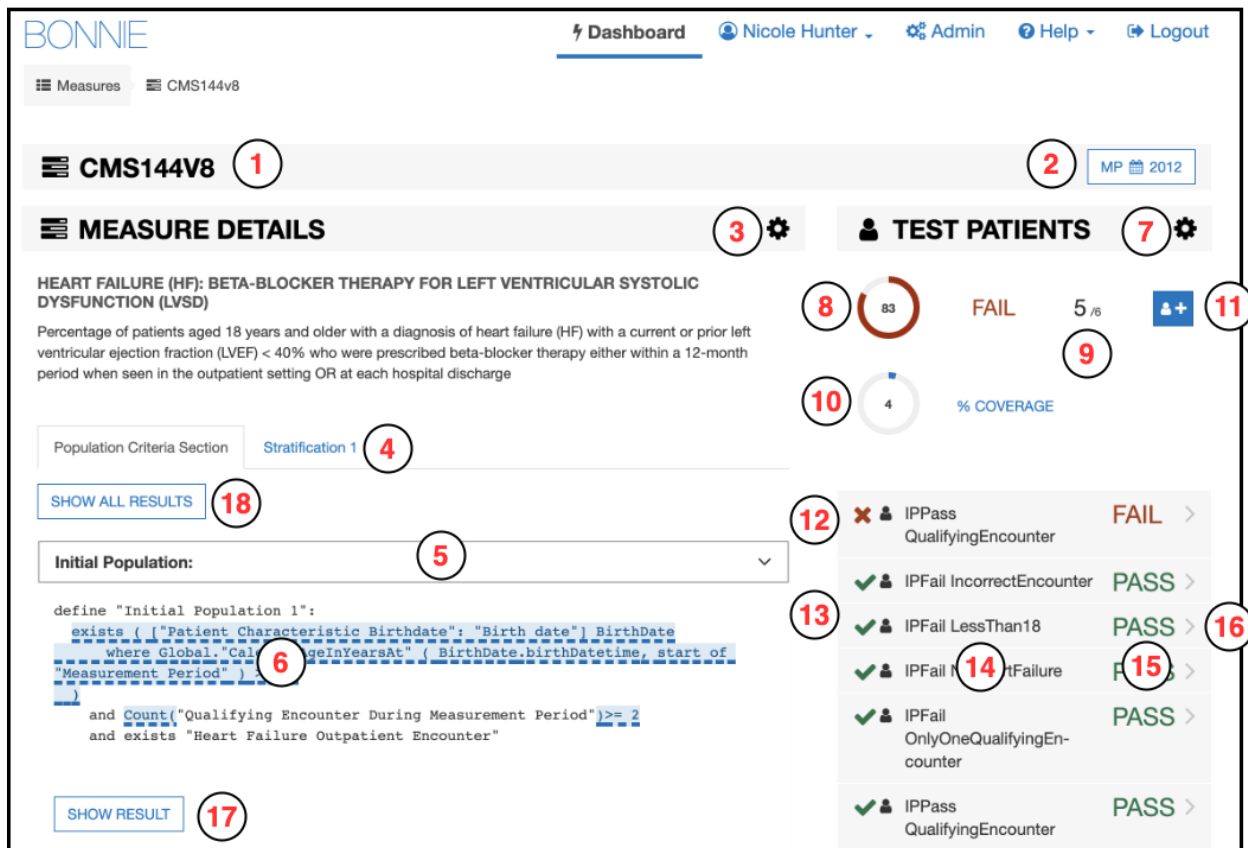 BONNIE
Dashboard Nicole Hunter Admin Help Logout
Measures CMS144v8
CMS144V8 1 2 MP 2012
MEASURE DETAILS 3
TEST PATIENTS 7
HEART FAILURE (HF): BETA-BLOCKER THERAPY FOR LEFT VENTRICULAR SYSTOLIC
DYSFUNCTION (LVSD)
Percentage of patients aged 18 years and older with a diagnosis of heart failure (HF) with a current or prior left
ventricular ejection fraction (LVEF) < 40% who were prescribed beta-blocker therapy either within a 12-month
period when seen in the outpatient setting OR at each hospital discharge
8 83 FAIL 5 /6 11
9
10 4 % COVERAGE
Population Criteria Section Stratification 1 4
SHOW ALL RESULTS 18
Initial Population: 5
define "Initial Population 1":
exists ( ["Patient Characteristic Birthdate": "Birth date"] BirthDate
where Global."Cale AgeInYearsAt" ( BirthDate.birthDatetime, start of
"Measurement Period" ) >
6
)
and Count("Qualifying Encounter During Measurement Period")>= 2
and exists "Heart Failure Outpatient Encounter"
SHOW RESULT 17
12 IPPass
QualifyingEncounter
FAIL
IPFail IncorrectEncounter PASS
13 IPFail LessThan18 PASS 16
IPFail 14 tFailure 15
IPFail
OnlyOneQualifyingEn-
counter
PASS
IPPass
QualifyingEncounter
PASS